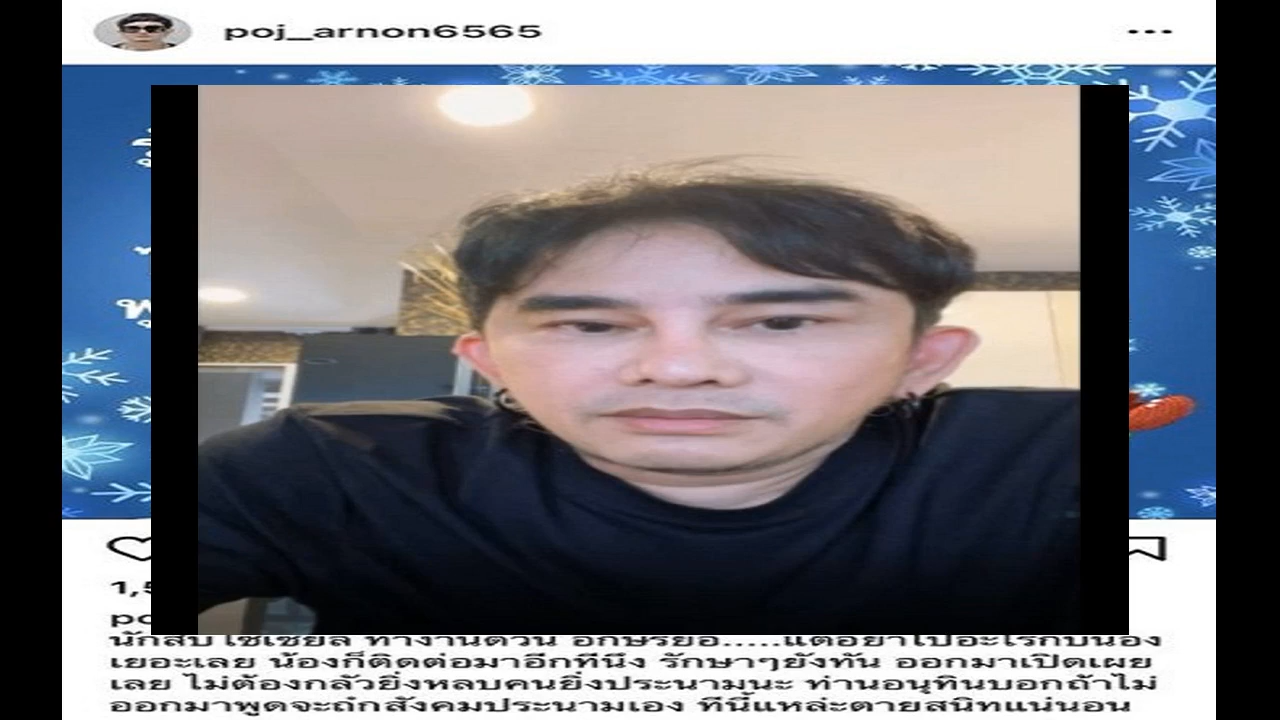 poj_arnon6565
นักสืบโซเชียล ทำงานด่วน อักษรย่อ.....แต่อย่าไปอะไรกับน้อง
เยอะเลย น้องก็ติดต่อมาอีกทีนึง รักษาๆยังทัน ออกมาเปิดเผย
เลย ไม่ต้องกลัวยิ่งหลบคนยิ่งประนามนะ ท่านอนุทินบอกถ้าไม่
ออกมาพูดจะถูกสังคมประนามเอง ทีนี้แหล่ะตายสนิทแน่นอน